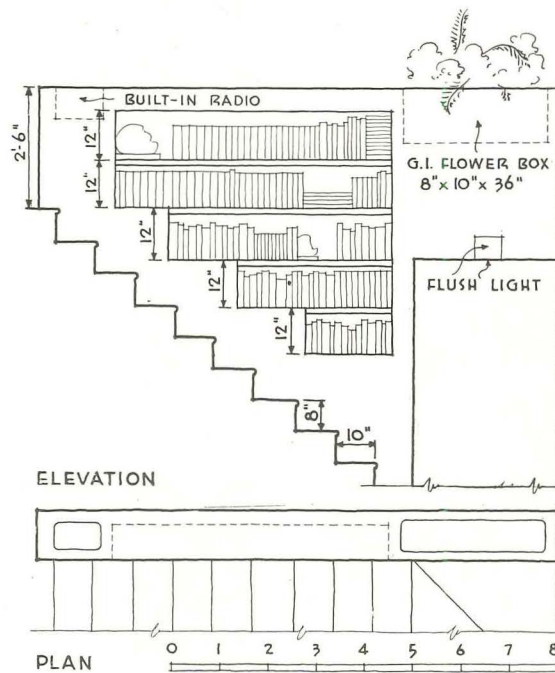 BUILT-IN RADIO
2'-6"
12"
12"
12"
12"
12"
G.I. FLOWER BOX
8" x 10" x 36"
FLUSH LIGHT
8"
10"
ELEVATION
PLAN
0 1 2 3 4 5 6 7 8